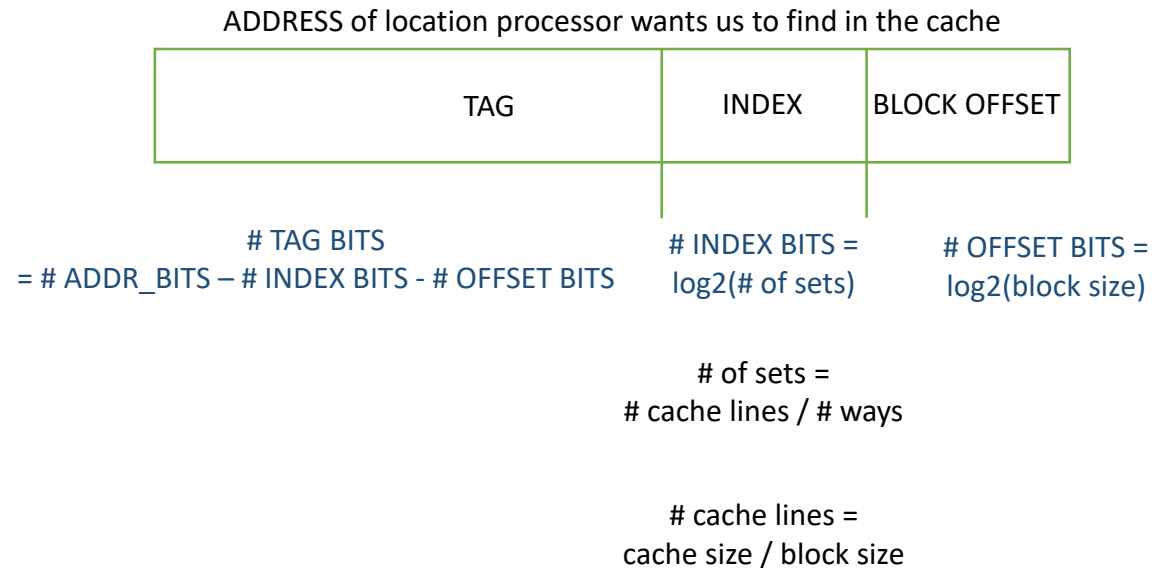 ADDRESS of location processor wants us to find in the cache
TAG
INDEX
BLOCK OFFSET
# TAG BITS
= # ADDR_BITS – # INDEX BITS - # OFFSET BITS
# INDEX BITS =
log2(# of sets)
# OFFSET BITS =
log2(block size)
# of sets =
# cache lines / # ways
# cache lines =
cache size / block size